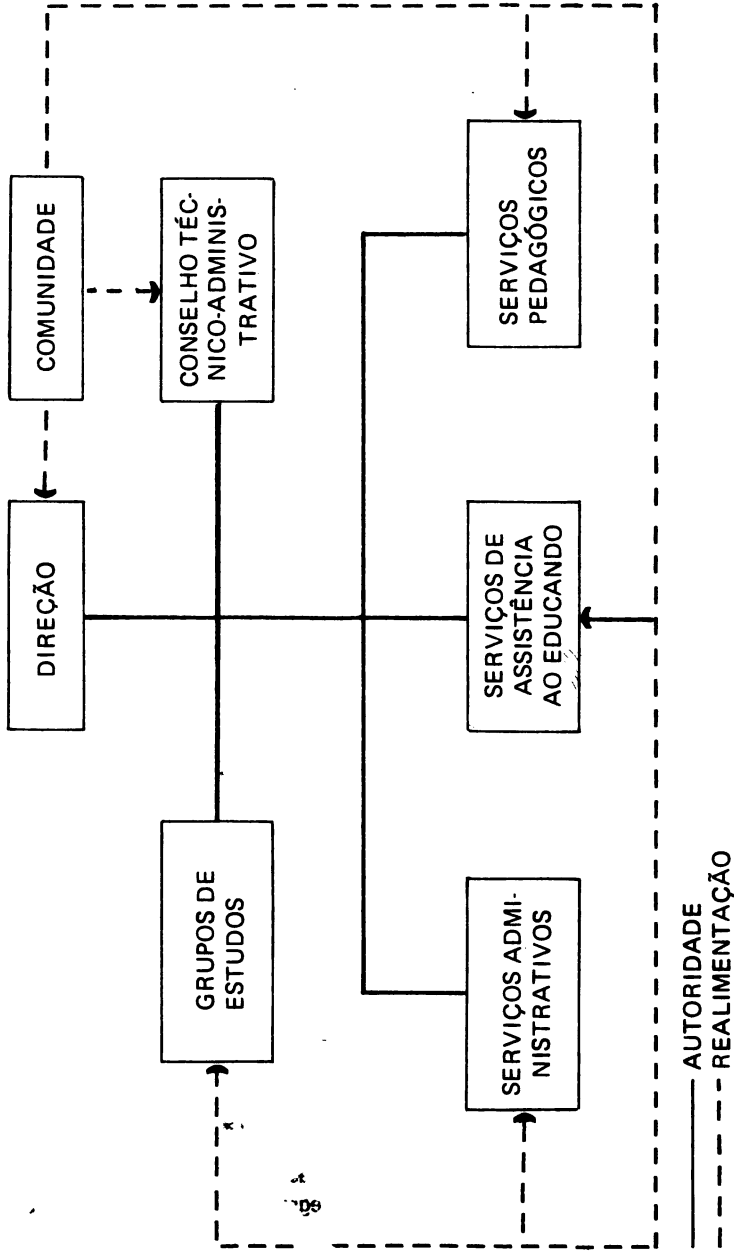 DIREÇÃO
COMUNIDADE
GRUPOS DE
ESTUDOS
CONSELHO TÉC-
NICO-ADMINIS-
TRATIVO
SERVIÇOS ADMI-
NISTRATIVOS
SERVIÇOS DE
ASSISTÊNCIA
AO EDUCANDO
SERVIÇOS
PEDAGÓGICOS
AUTORIDADE
REALIMENTAÇÃO